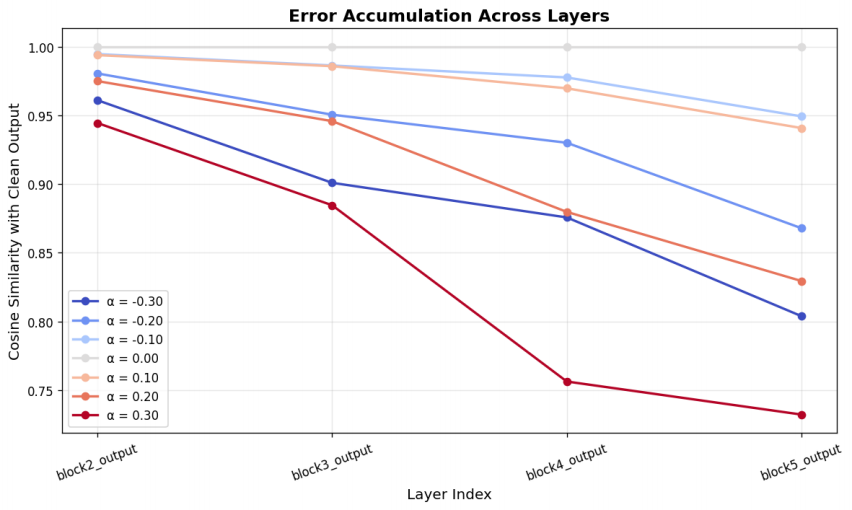 Error Accumulation Across Layers
Cosine Similarity with Clean Output
1.00
0.95
0.90
0.85
0.80
0.75
α = -0.30
α = -0.20
α = -0.10
α = 0.00
α = 0.10
α = 0.20
α = 0.30
block2_output
block3_output
block4_output
block5_output
Layer Index